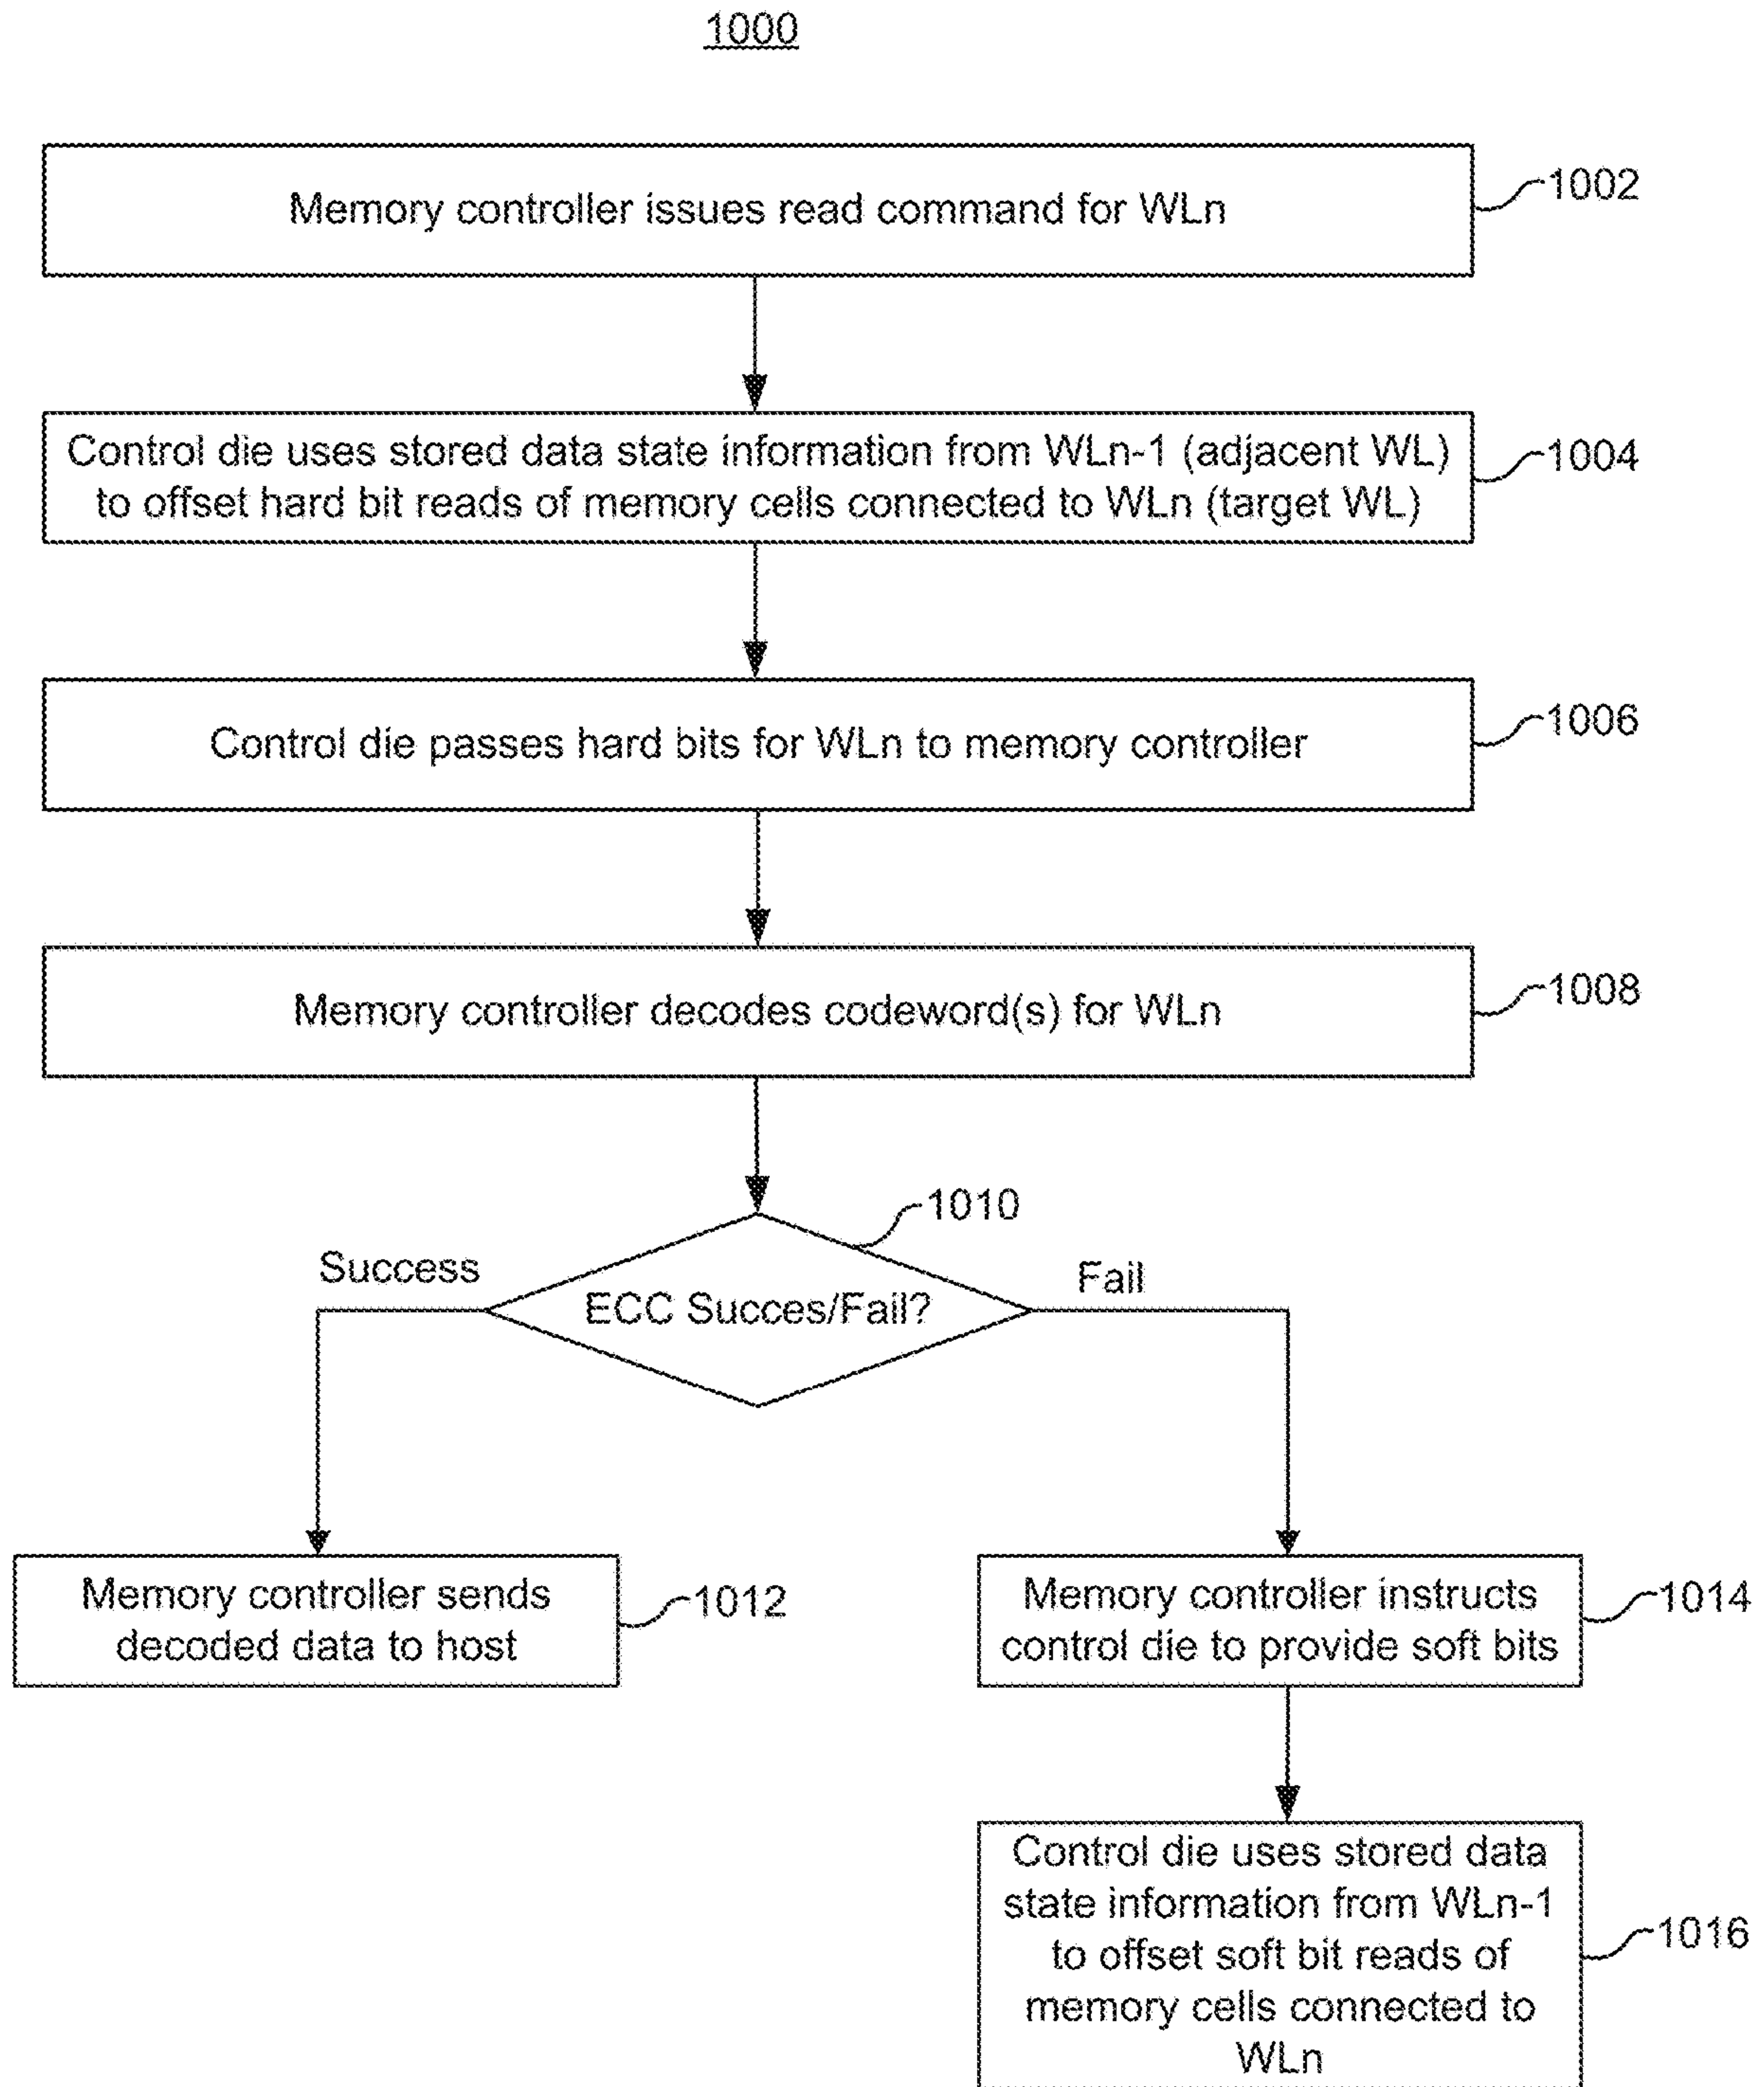 1000
Memory controller issues read command for WLn
1002
Control die uses stored data state information from WLn-1 (adjacent WL)
to offset hard bit reads of memory cells connected to WLn (target WL)
1004
Control die passes hard bits for WLn to memory controller
1006
Memory controller decodes codeword(s) for WLn
1008
1010
Success
ECC Succes/Fail?
Fail
Memory controller sends
decoded data to host
1012
Memory controller instructs
control die to provide soft bits
1014
Control die uses stored data
state information from WLn-1
to offset soft bit reads of
memory cells connected to
WLn
1016